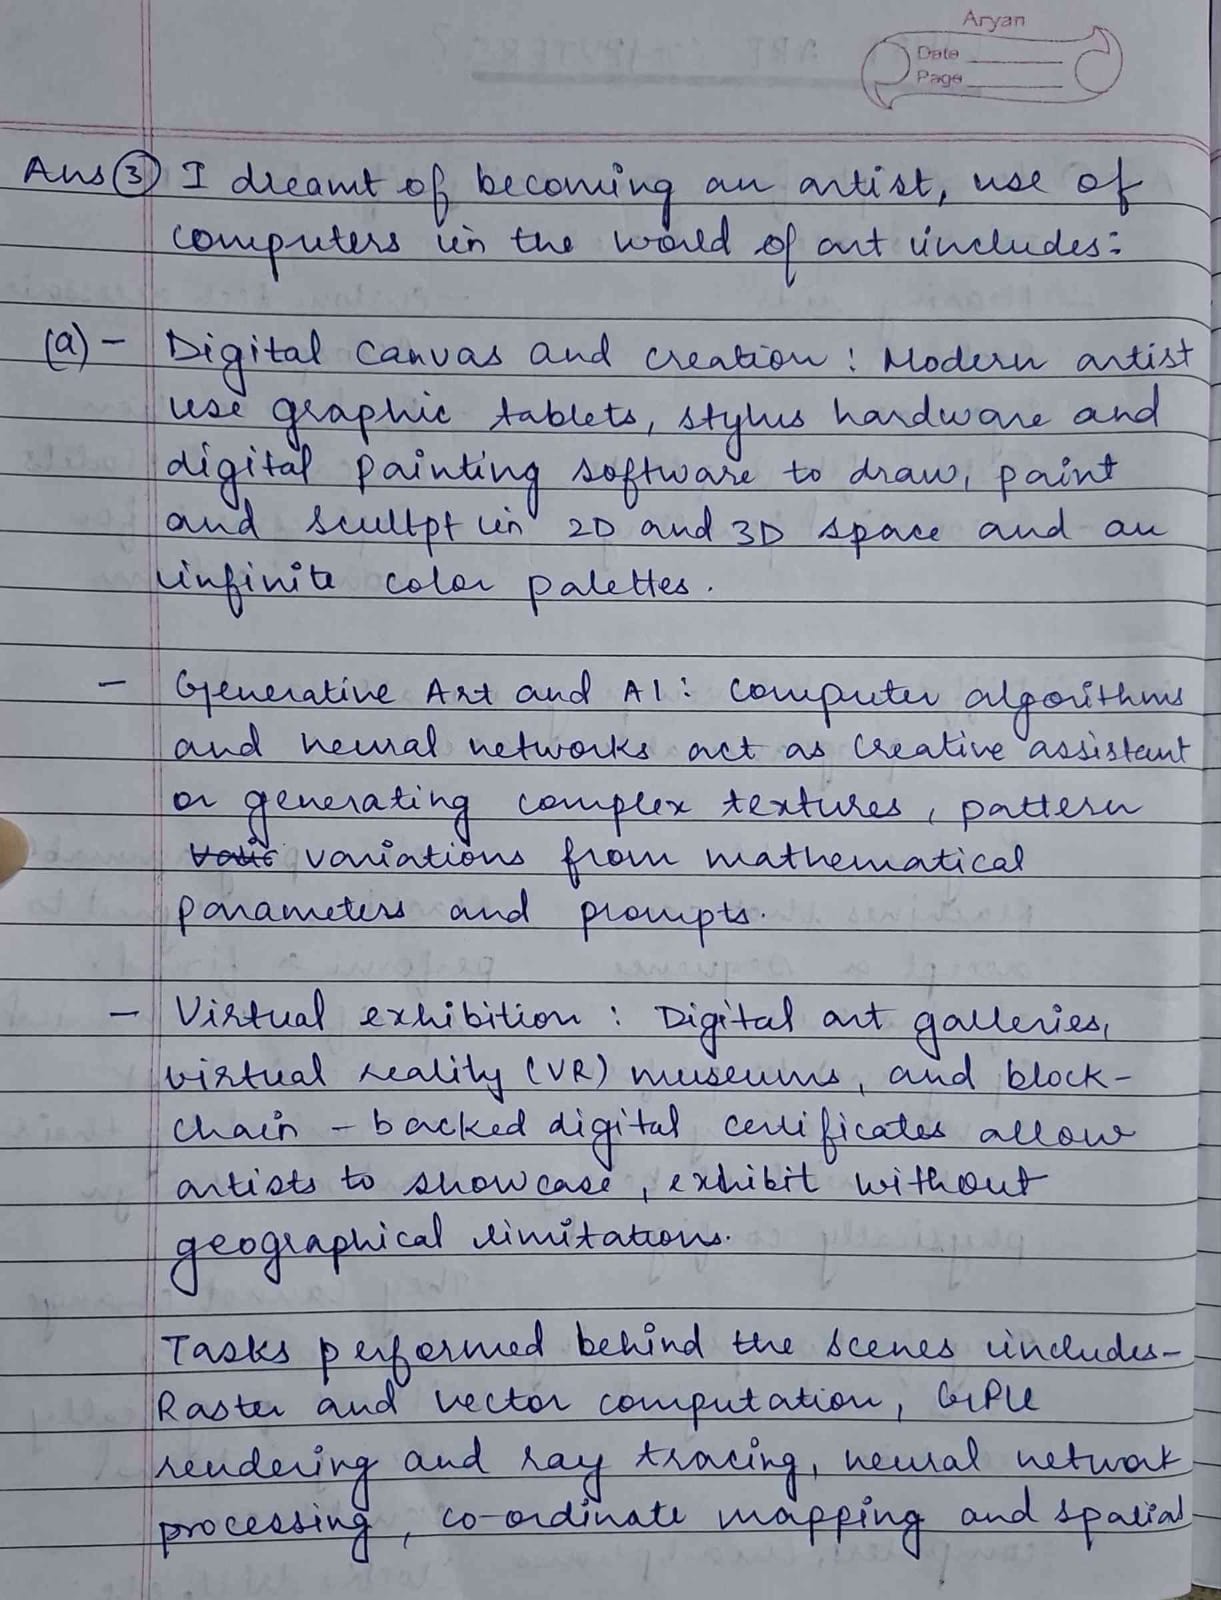 Aryan
Date
Page
Ans 3 I dreamt of becoming an artist, use of
computers in the world of art includes:
(a) - Digital canvas and creation : Modern artist
use graphic tablets, stylus hardware and
digital painting software to draw, paint
and scultpt in 2D and 3D space and an
infinite color palettes.
- Generative Art and AI : computer algorithms
and neural networks act as creative assistant
or generating complex textures, pattern
variations from mathematical
parameters and prompts.
- Virtual exhibition : Digital art galleries,
virtual reality (VR) museums, and block-
chain - backed digital certificates allow
artists to showcase, exhibit without
geographical limitations.
Tasks performed behind the scenes includes-
Raster and vector computation, GPU
rendering and ray tracing, neural network
processing, co-ordinate mapping and spatial